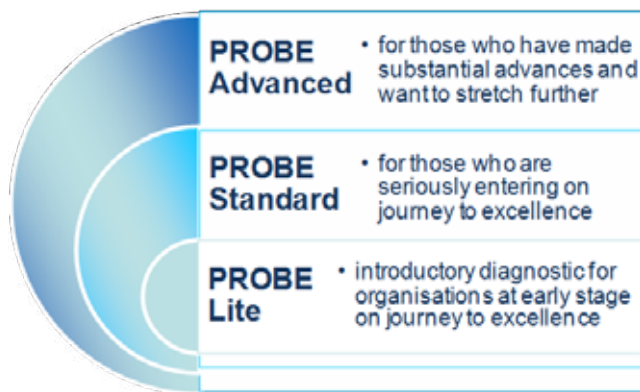 PROBE
Advanced
• for those who have made
substantial advances and
want to stretch further
PROBE
Standard
• for those who are
seriously entering on
journey to excellence
PROBE
Lite
• introductory diagnostic for
organisations at early stage
on journey to excellence